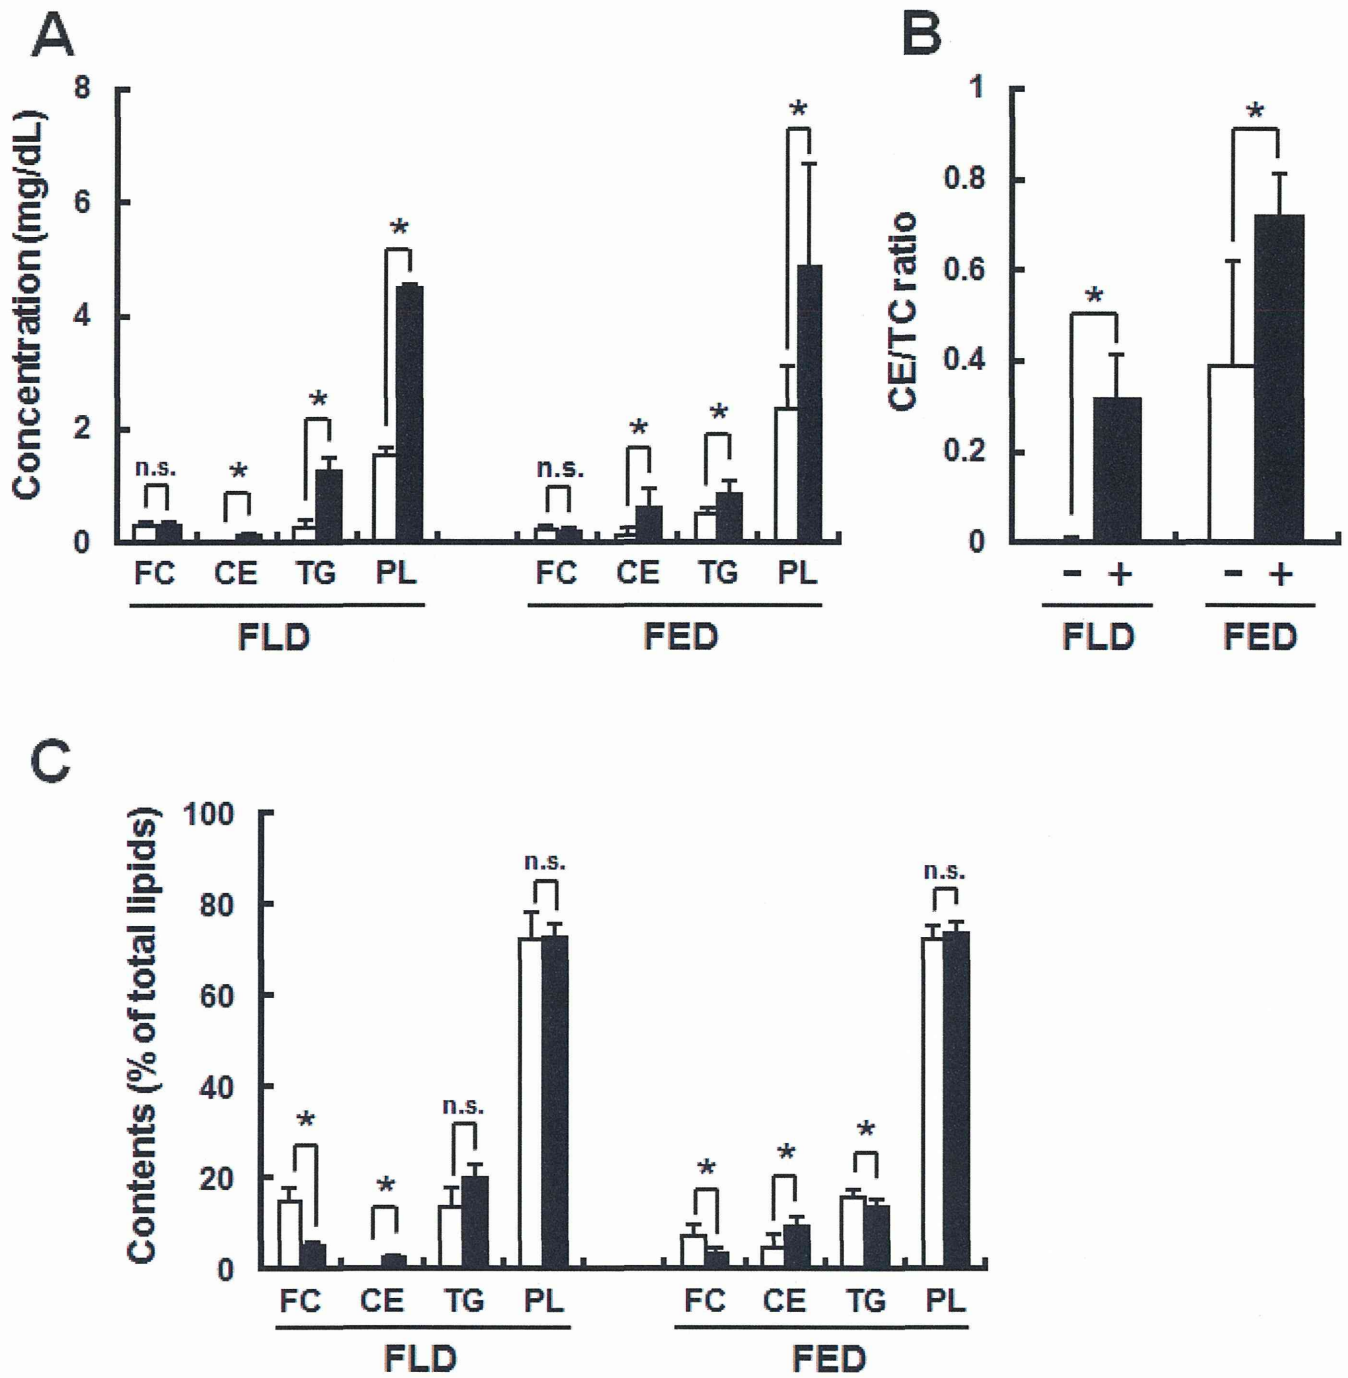 A
Concentration (mg/dL)
8
6
4
2
0
n.s.
*
*
*
n.s.
*
*
*
FC CE TG PL FC CE TG PL
FLD FED
B
CE/TC ratio
1
0.8
0.6
0.4
0.2
0
*
*
- + - +
FLD FED
C
Contents (% of total lipids)
100
80
60
40
20
0
*
*
n.s.
n.s.
*
*
*
n.s.
FC CE TG PL FC CE TG PL
FLD FED